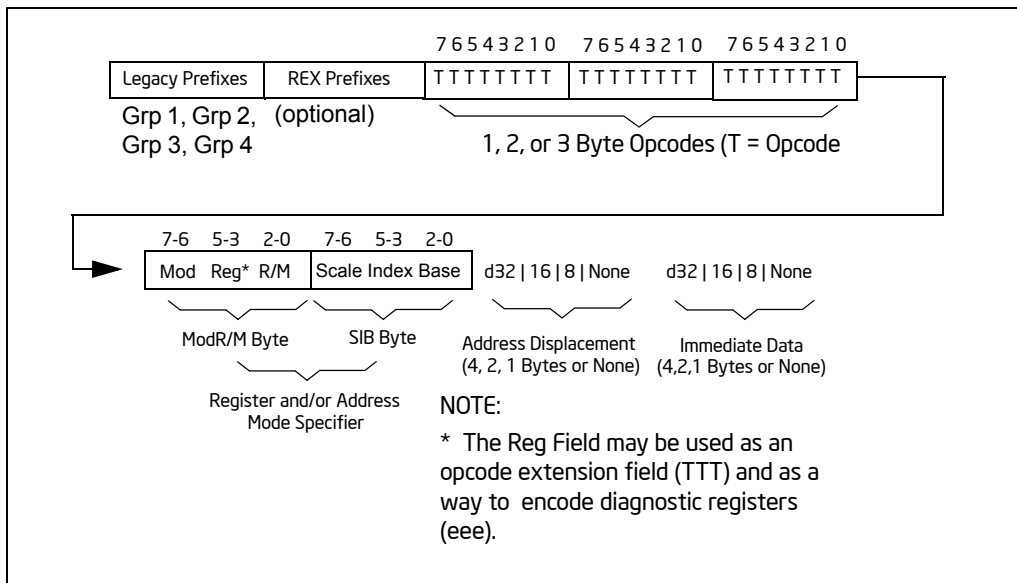 7 6 5 4 3 2 1 0 7 6 5 4 3 2 1 0 7 6 5 4 3 2 1 0
Legacy Prefixes REX Prefixes T T T T T T T T T T T T T T T T T T T T T T T T
Grp 1, Grp 2, (optional)
Grp 3, Grp 4
1, 2, or 3 Byte Opcodes (T = Opcode
7-6 5-3 2-0 7-6 5-3 2-0
Mod Reg* R/M Scale Index Base d32 | 16 | 8 | None d32 | 16 | 8 | None
ModR/M Byte SIB Byte Address Displacement Immediate Data
(4, 2, 1 Bytes or None) (4,2,1 Bytes or None)
Register and/or Address
Mode Specifier
NOTE:
* The Reg Field may be used as an
opcode extension field (TTT) and as a
way to encode diagnostic registers
(eee).